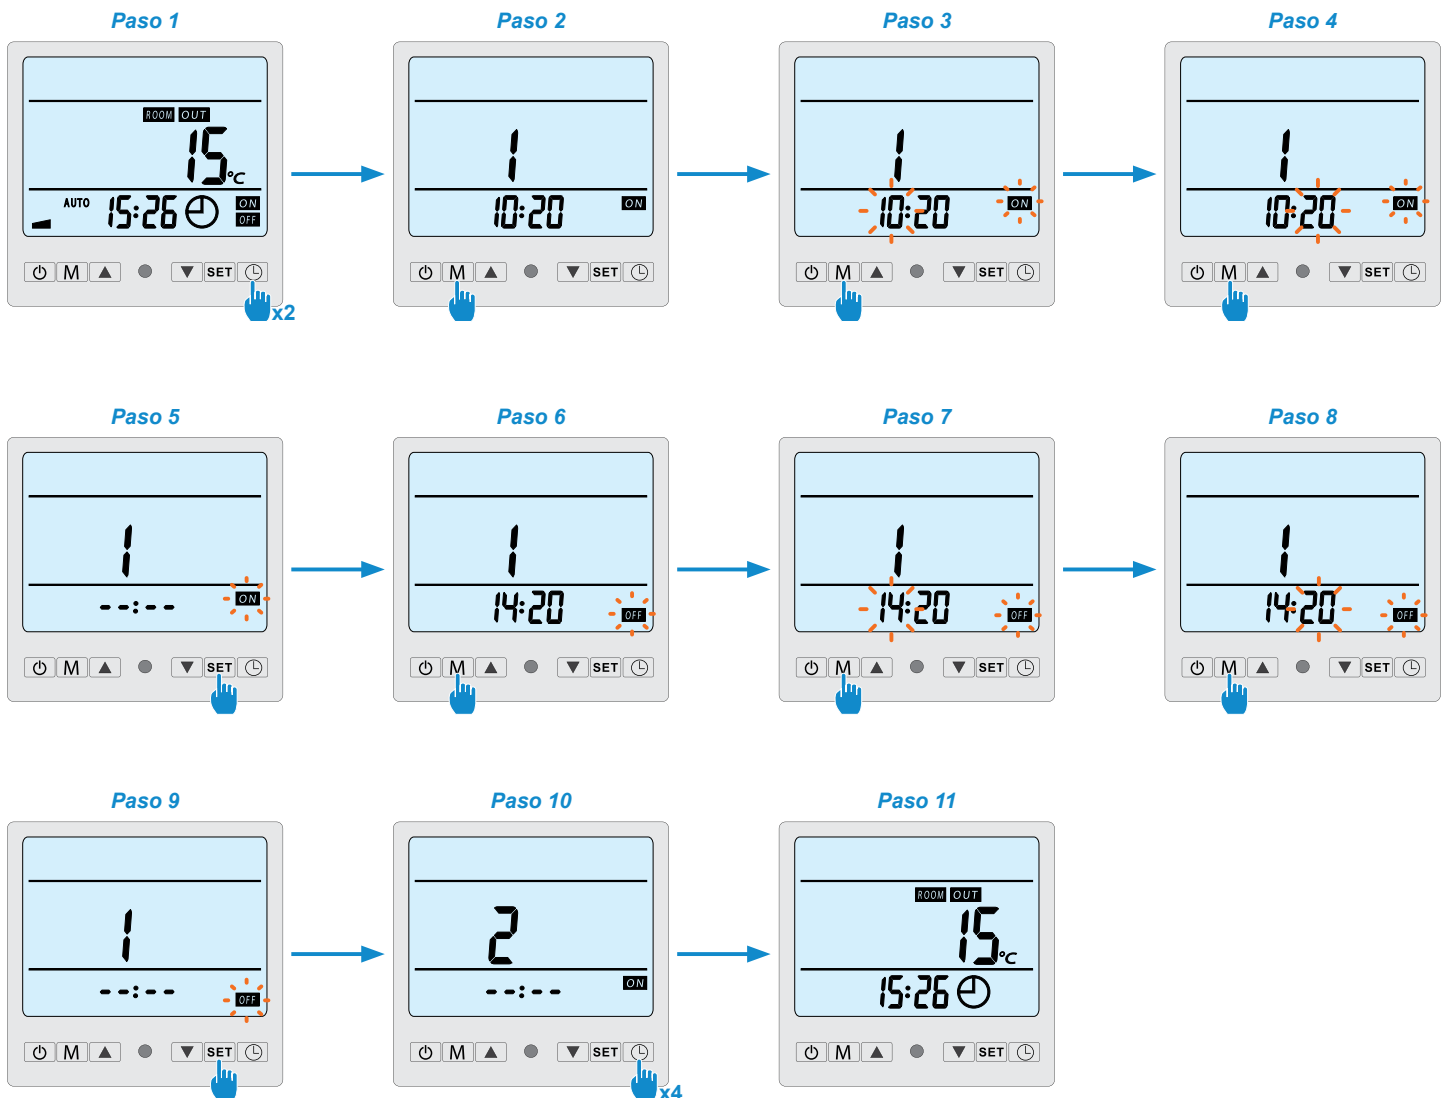 Paso 1
ROOM OUT
15°C
AUTO 15:26 ON
OFF
M SET
x2
Paso 2
1
10:20 ON
M SET
Paso 3
1
10:20 ON
M SET
Paso 4
1
10:20 ON
M SET
Paso 5
1
--:-- ON
M SET
Paso 6
1
14:20 OFF
M SET
Paso 7
1
14:20 OFF
M SET
Paso 8
1
14:20 OFF
M SET
Paso 9
1
--:-- OFF
M SET
Paso 10
2
--:-- ON
M SET
x4
Paso 11
ROOM OUT
15°C
15:26
M SET